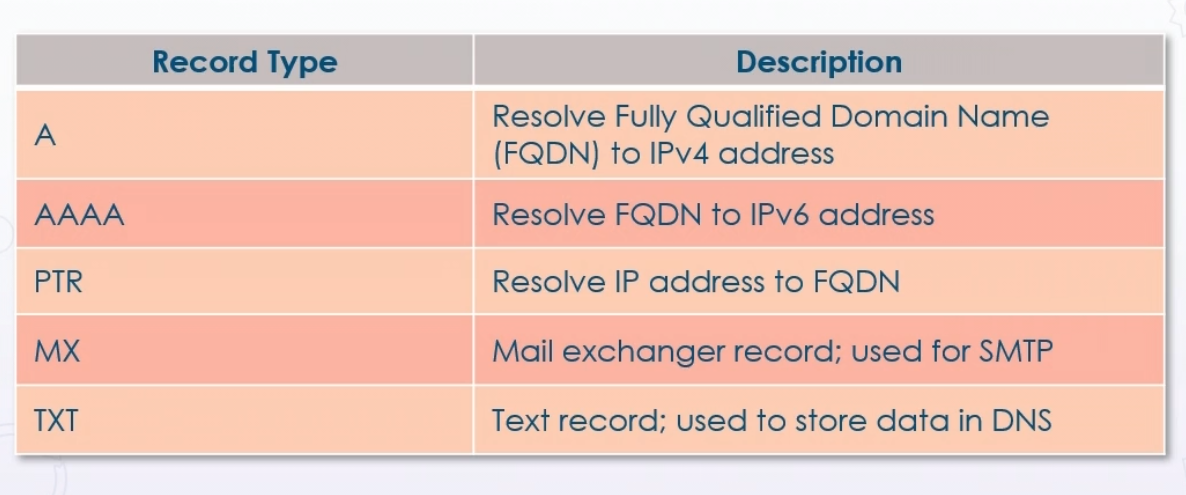 Record Type Description
A Resolve Fully Qualified Domain Name
(FQDN) to IPv4 address
AAAA Resolve FQDN to IPv6 address
PTR Resolve IP address to FQDN
MX Mail exchanger record; used for SMTP
TXT Text record; used to store data in DNS